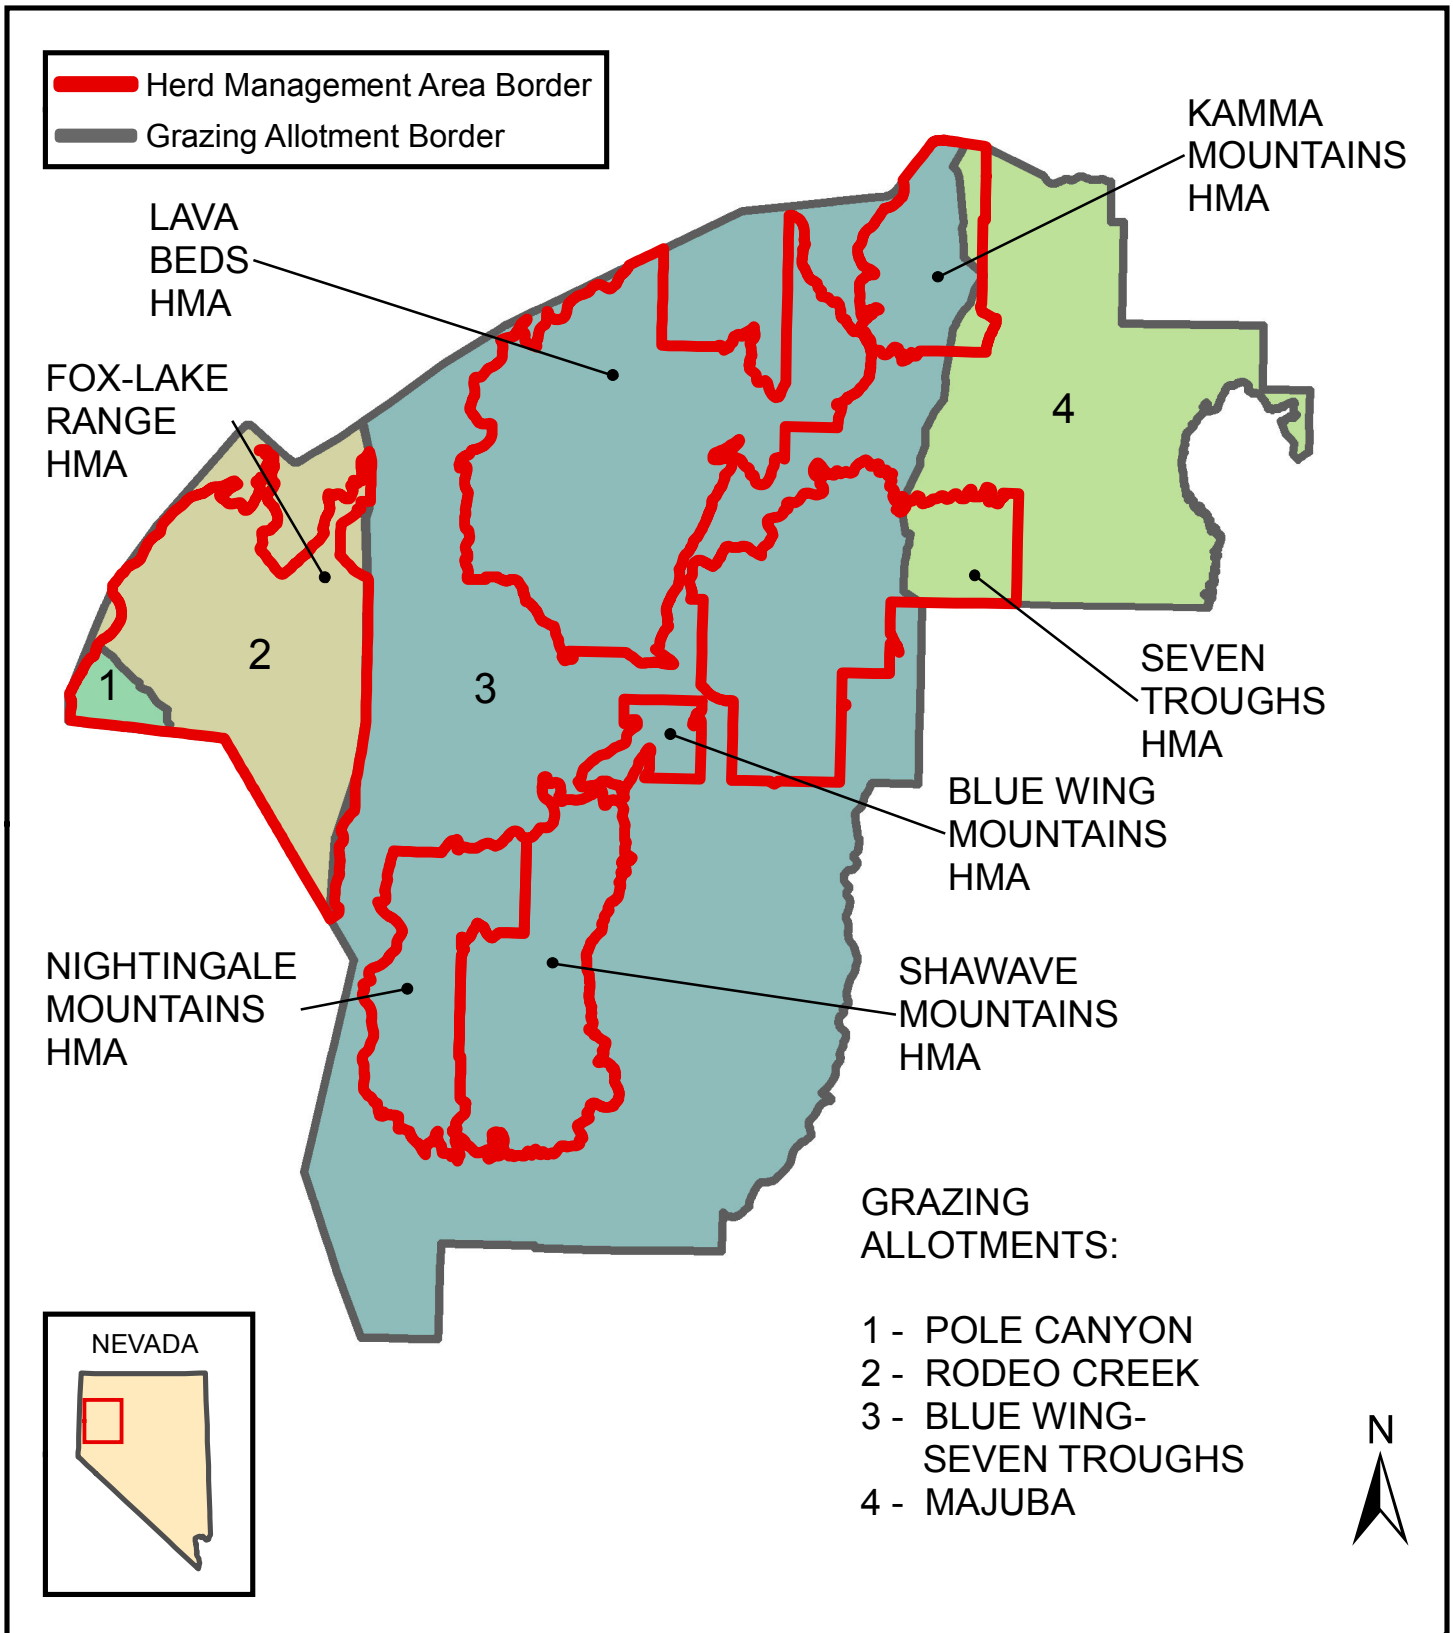 Herd Management Area Border
Grazing Allotment Border
KAMMA
MOUNTAINS
HMA
LAVA
BEDS
HMA
FOX-LAKE
RANGE
HMA
4
2
1
3
SEVEN
TROUGHS
HMA
BLUE WING
MOUNTAINS
HMA
NIGHTINGALE
MOUNTAINS
HMA
SHAWAVE
MOUNTAINS
HMA
GRAZING
ALLOTMENTS:
1 - POLE CANYON
2 - RODEO CREEK
3 - BLUE WING-
SEVEN TROUGHS
4 - MAJUBA
NEVADA
N